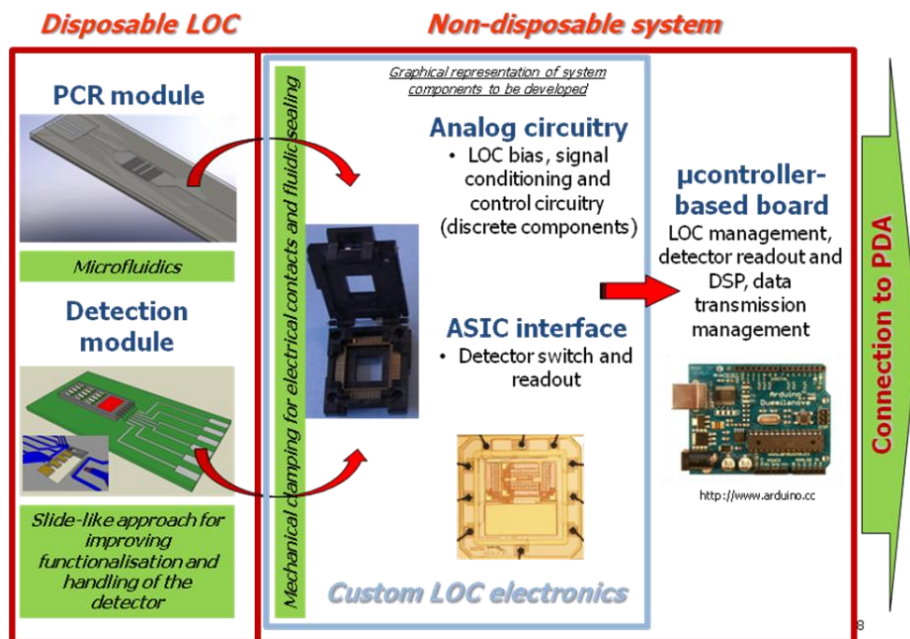 Disposable LOC
Non-disposable system
PCR module
Microfluidics
Detection
module
Slide-like approach for
improving
functionalisation and
handling of the
detector
Mechanical clamping for electrical contacts and fluidic sealing
Graphical representation of system
components to be developed
Analog circuitry
• LOC bias, signal
conditioning and
control circuitry
(discrete components)
ASIC interface
• Detector switch and
readout
Custom LOC electronics
µcontroller-
based board
LOC management,
detector readout and
DSP, data
transmission
management
Arduino
Duemilanove
http://www.arduino.cc
Connection to PDA
8